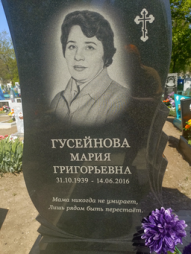 ГУСЕЙНОВА
МАРИЯ
ГРИГОРЬЕВНА
31.10.1939 - 14.06.2016
Мама никогда не умирает,
Лишь рядом быть перестаёт.